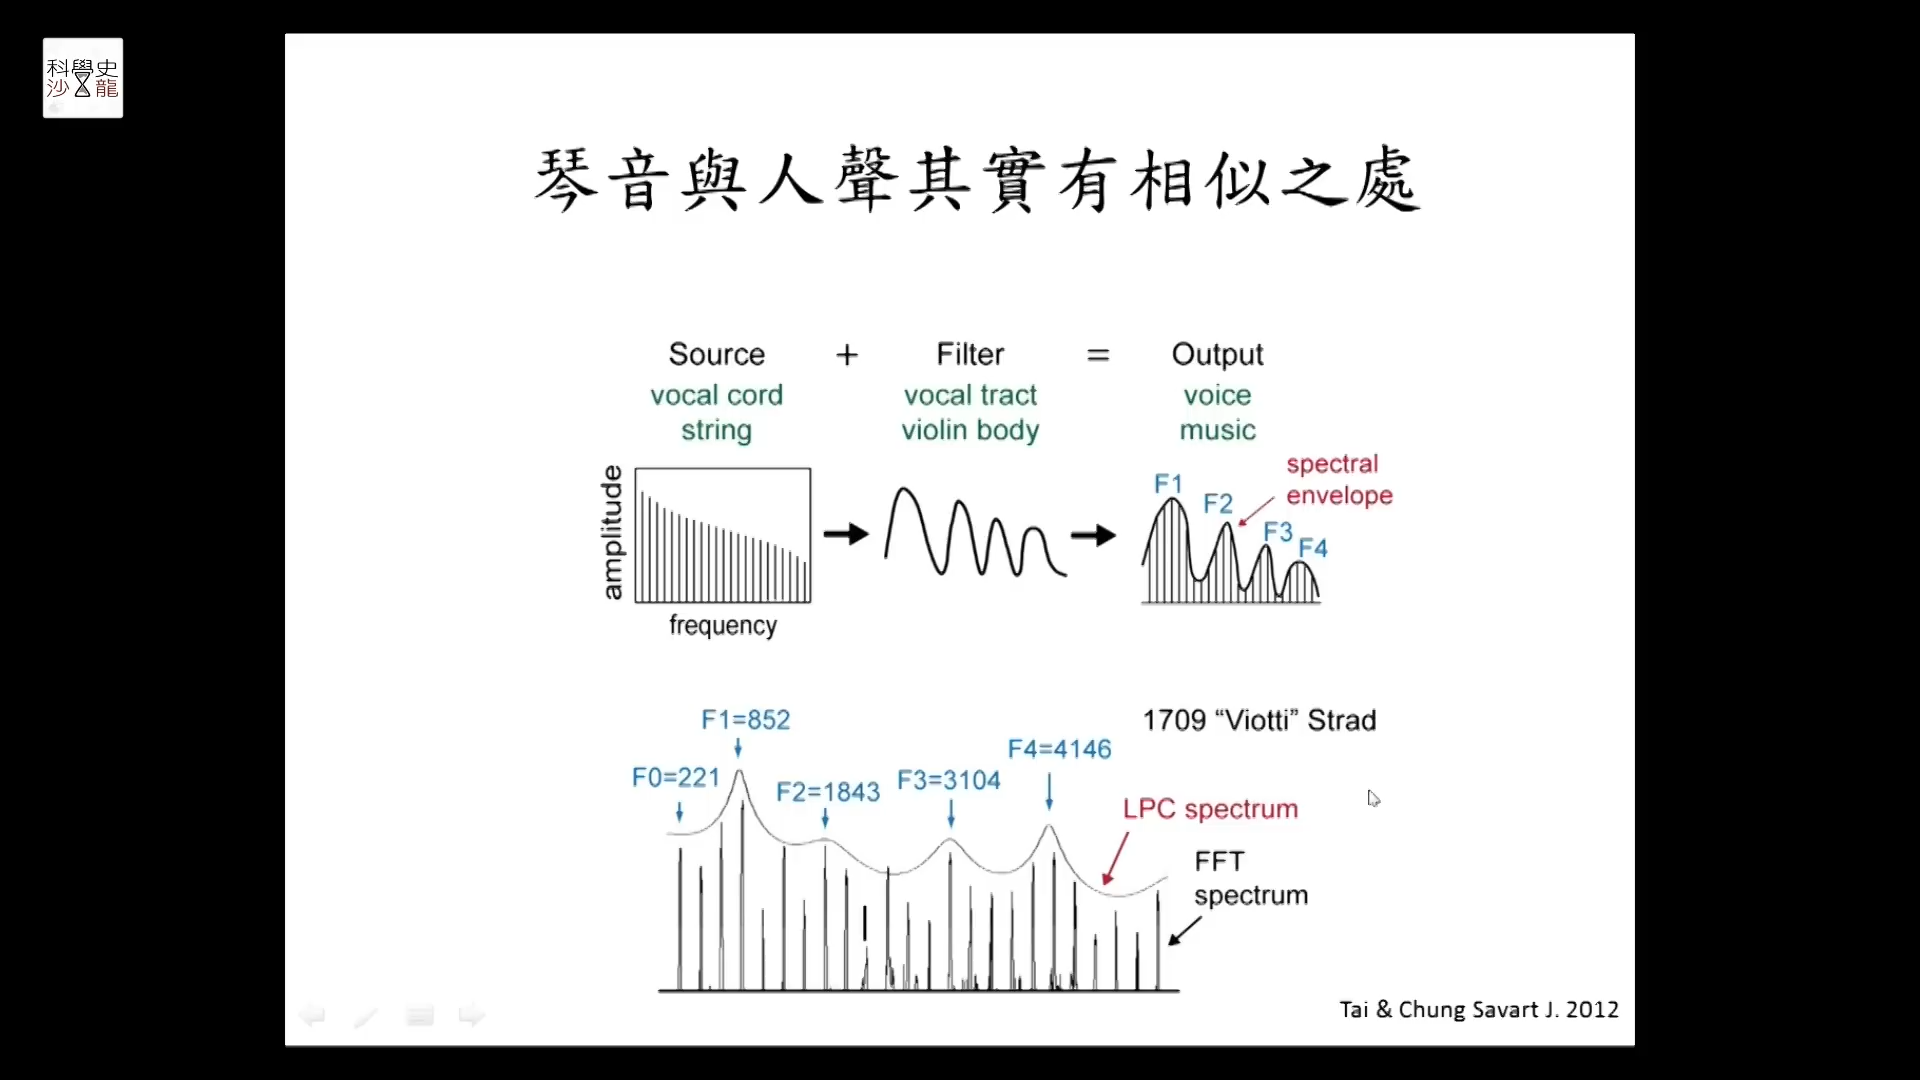 科學史
沙龍
琴音與人聲其實有相似之處
Source + Filter = Output
vocal cord vocal tract voice
string violin body music
amplitude
frequency
F1
F2
F3
F4
spectral
envelope
1709 “Viotti” Strad
F0=221
F1=852
F2=1843
F3=3104
F4=4146
LPC spectrum
FFT
spectrum
Tai & Chung Savart J. 2012